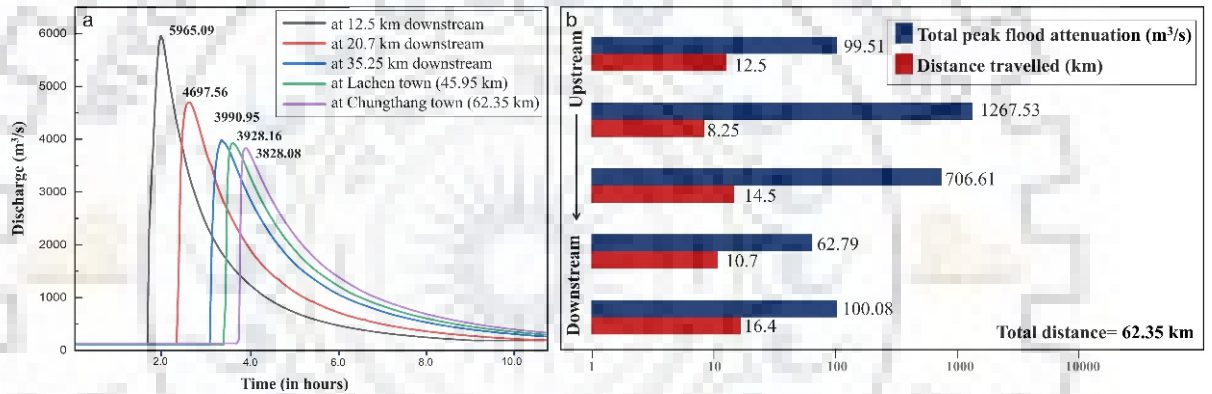 a
6000
5000
4000
3000
2000
1000
0
Discharge (m³/s)
5965.09
4697.56
3990.95
3928.16
3828.08
at 12.5 km downstream
at 20.7 km downstream
at 35.25 km downstream
at Lachen town (45.95 km)
at Chungthang town (62.35 km)
2.0 4.0 6.0 8.0 10.0
Time (in hours)
b
Upstream
Downstream
Total peak flood attenuation (m³/s)
Distance travelled (km)
99.51
12.5
1267.53
8.25
706.61
14.5
62.79
10.7
100.08
16.4
Total distance= 62.35 km
1 10 100 1000 10000